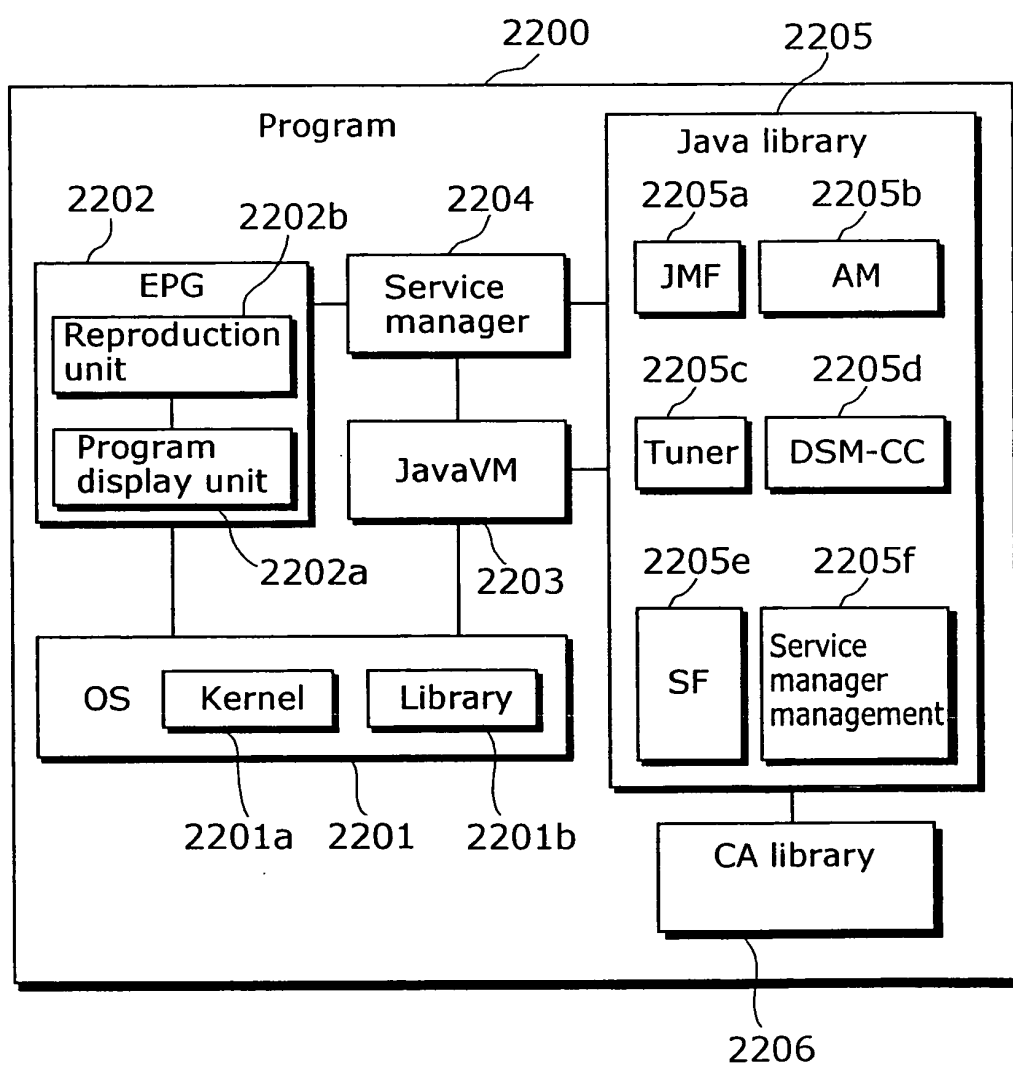 2200
2205
Program
Java library
2202
2202b
2204
2205a
2205b
EPG
Reproduction
unit
Service
manager
JMF
AM
2205c
2205d
Program
display unit
JavaVM
Tuner
DSM-CC
2202a
2203
2205e
2205f
OS
Kernel
Library
SF
Service
manager
management
2201a
2201
2201b
CA library
2206